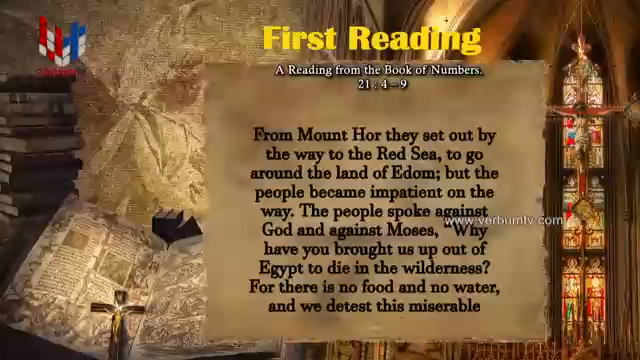 First Reading
A Reading from the Book of Numbers.
21 : 4 - 9
From Mount Hor they set out by
the way to the Red Sea, to go
around the land of Edom; but the
people became impatient on the
way. The people spoke against
www.verbumtv.com
God and against Moses, “Why
have you brought us up out of
Egypt to die in the wilderness?
For there is no food and no water,
and we detest this miserable